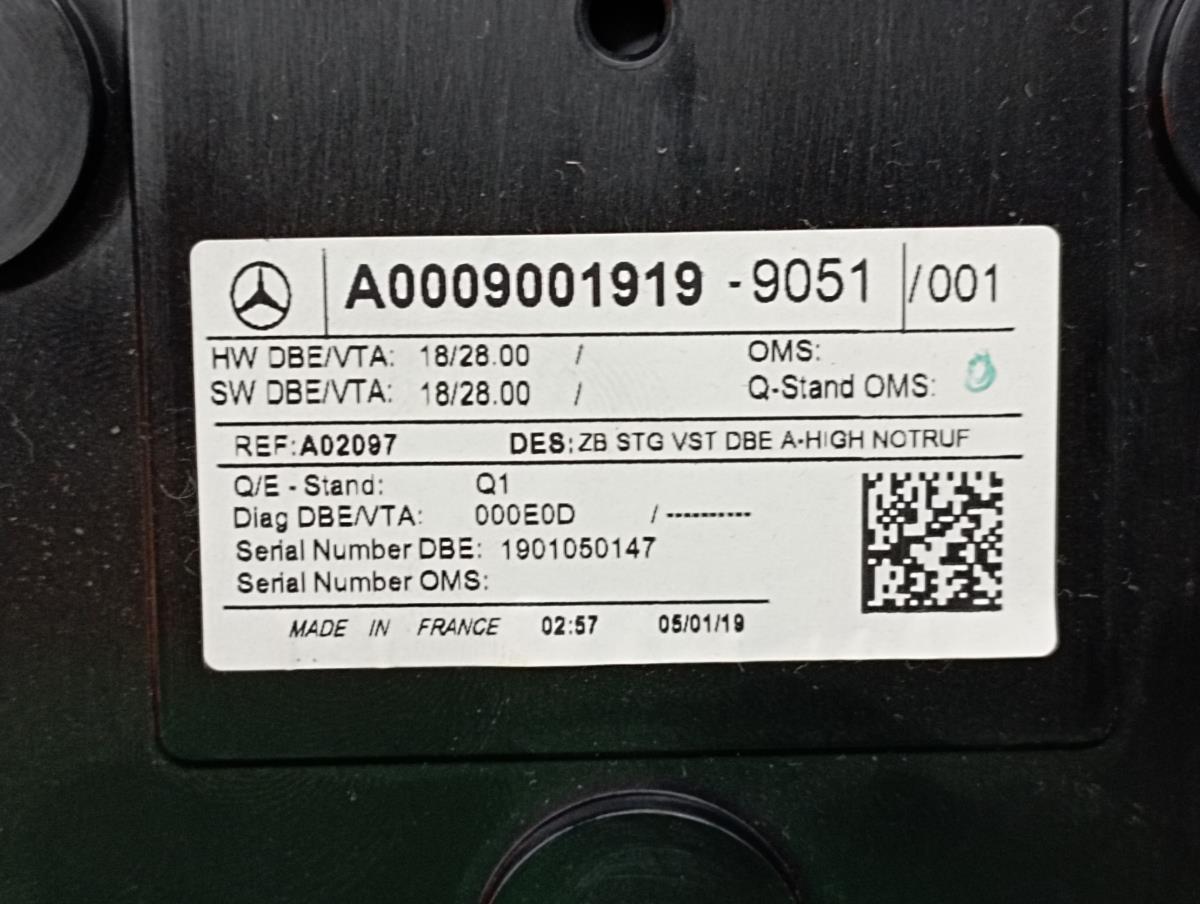 A0009001919 -9051 /001
HW DBE/VTA: 18/28.00 / OMS:
SW DBE/VTA: 18/28.00 / Q-Stand OMS:
REF:A02097 DES:ZB STG VST DBE A-HIGH NOTRUF
Q/E - Stand: Q1
Diag DBE/VTA: 000E0D /----------
Serial Number DBE: 1901050147
Serial Number OMS:
MADE IN FRANCE 02:57 05/01/19